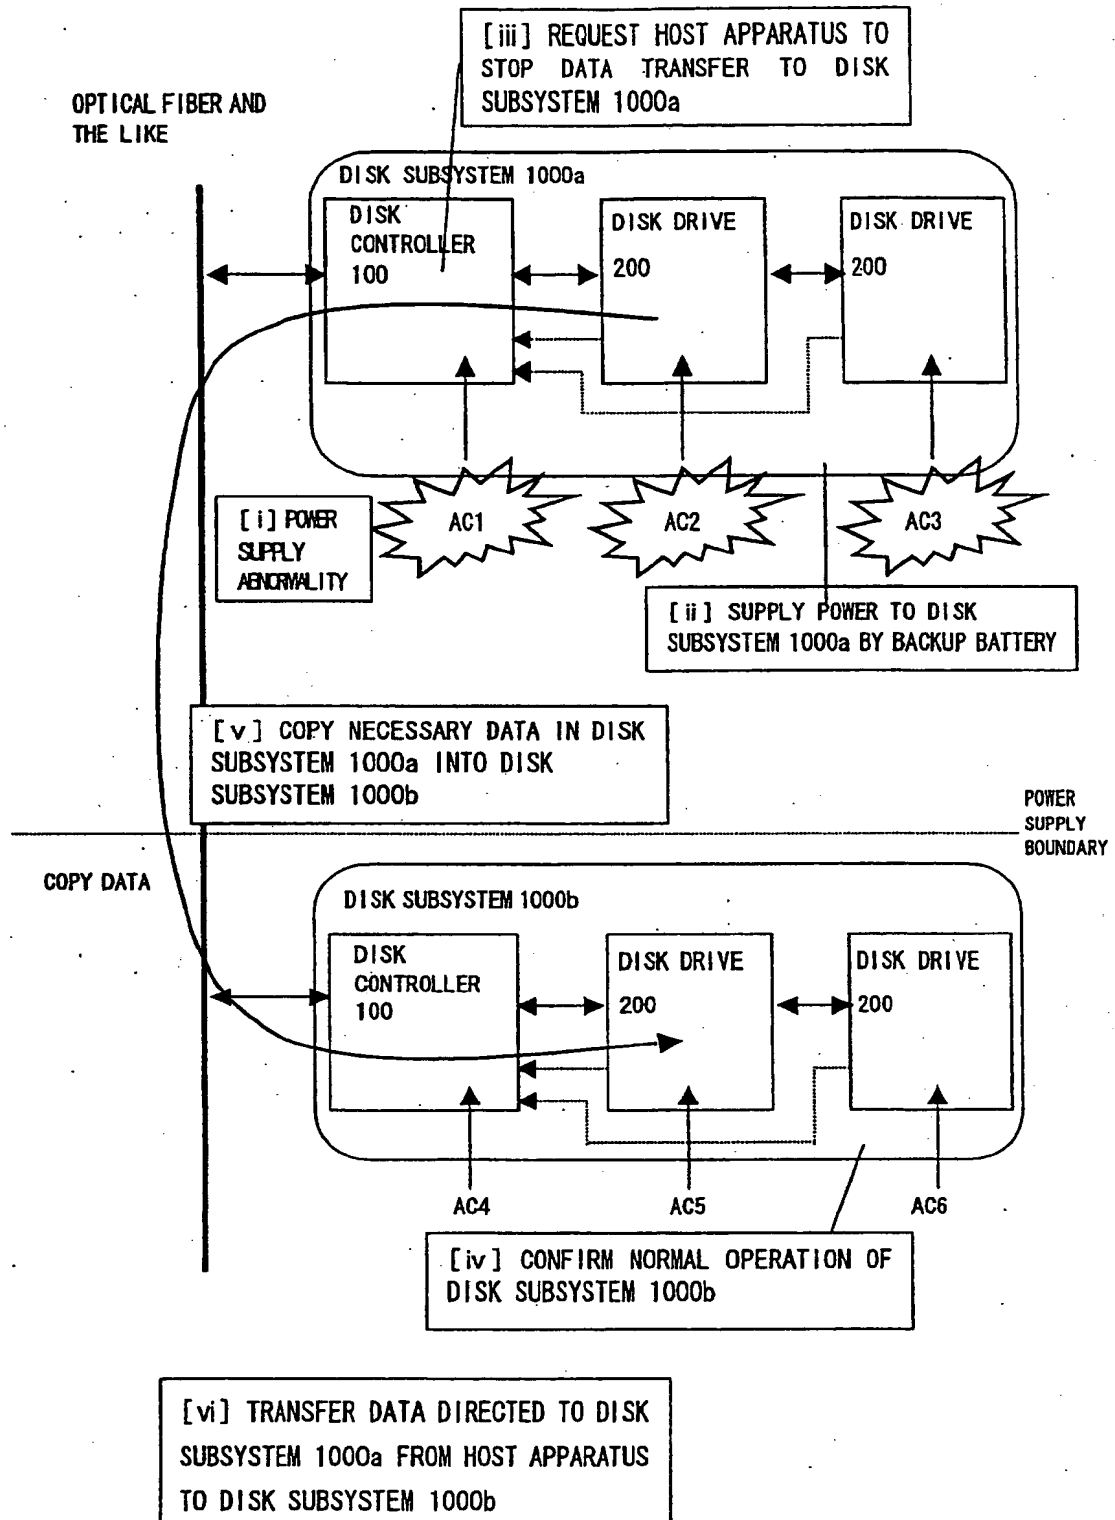 [iii] REQUEST HOST APPARATUS TO
STOP DATA TRANSFER TO DISK
SUBSYSTEM 1000a
OPTICAL FIBER AND
THE LIKE
DISK SUBSYSTEM 1000a
DISK
CONTROLLER
100
DISK DRIVE
200
DISK DRIVE
200
[i] POWER
SUPPLY
ABNORMALITY
AC1
AC2
AC3
[ii] SUPPLY POWER TO DISK
SUBSYSTEM 1000a BY BACKUP BATTERY
[v] COPY NECESSARY DATA IN DISK
SUBSYSTEM 1000a INTO DISK
SUBSYSTEM 1000b
POWER
SUPPLY
BOUNDARY
COPY DATA
DISK SUBSYSTEM 1000b
DISK
CONTROLLER
100
DISK DRIVE
200
DISK DRIVE
200
AC4
AC5
AC6
[iv] CONFIRM NORMAL OPERATION OF
DISK SUBSYSTEM 1000b
[vi] TRANSFER DATA DIRECTED TO DISK
SUBSYSTEM 1000a FROM HOST APPARATUS
TO DISK SUBSYSTEM 1000b